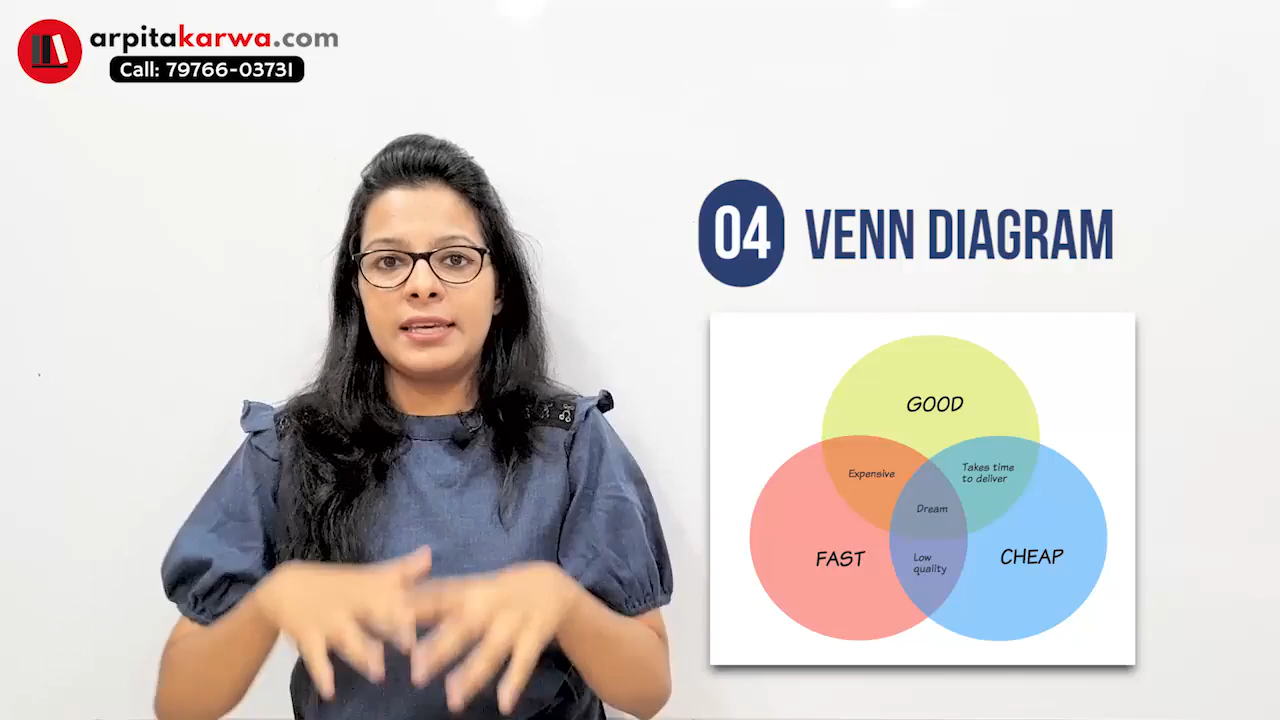 arpitakarwa.com
Call: 79766-03731
04 VENN DIAGRAM
GOOD
Expensive
Takes time
to deliver
Dream
FAST
Low
quality
CHEAP